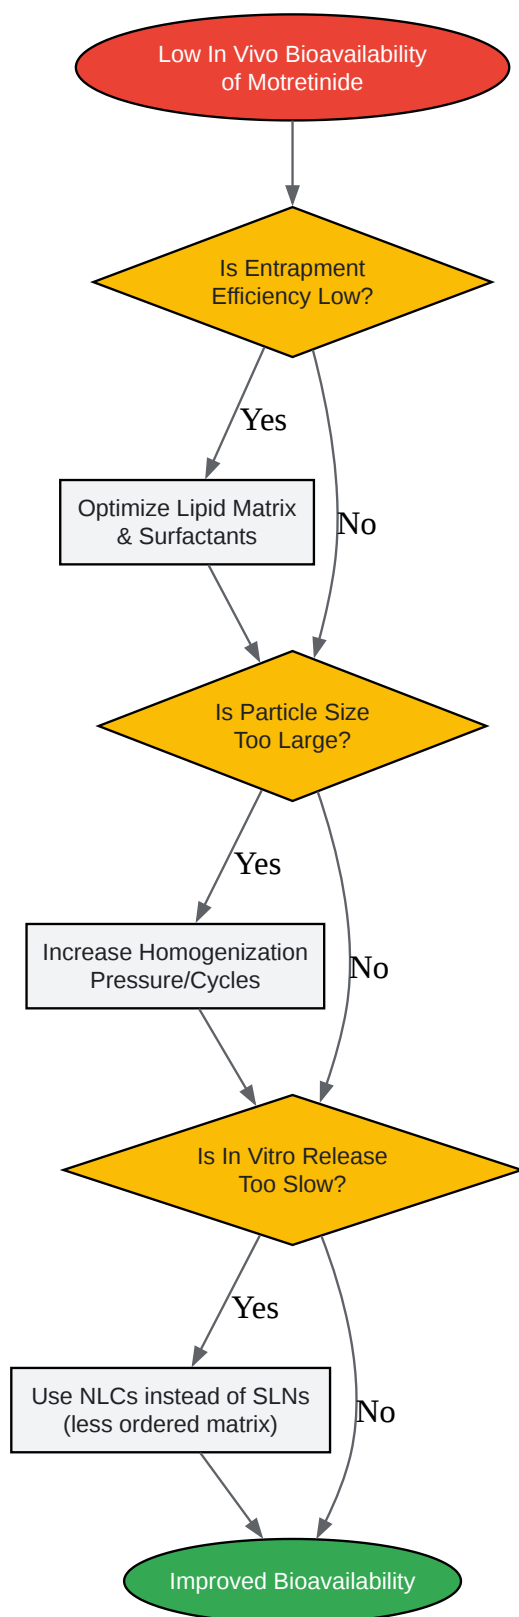 Low In Vivo Bioavailability
of Motretinide
Is Entrapment
Efficiency Low?
Yes
Optimize Lipid Matrix
& Surfactants
No
Is Particle Size
Too Large?
Yes
Increase Homogenization
Pressure/Cycles
No
Is In Vitro Release
Too Slow?
Yes
Use NLCs instead of SLNs
(less ordered matrix)
No
Improved Bioavailability